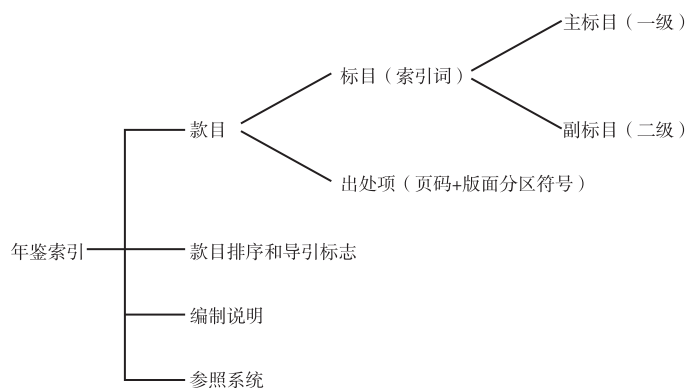 主标目（一级）
标目（索引词）
款目
副标目（二级）
出处项（页码+版面分区符号）
年鉴索引
款目排序和导引标志
编制说明
参照系统